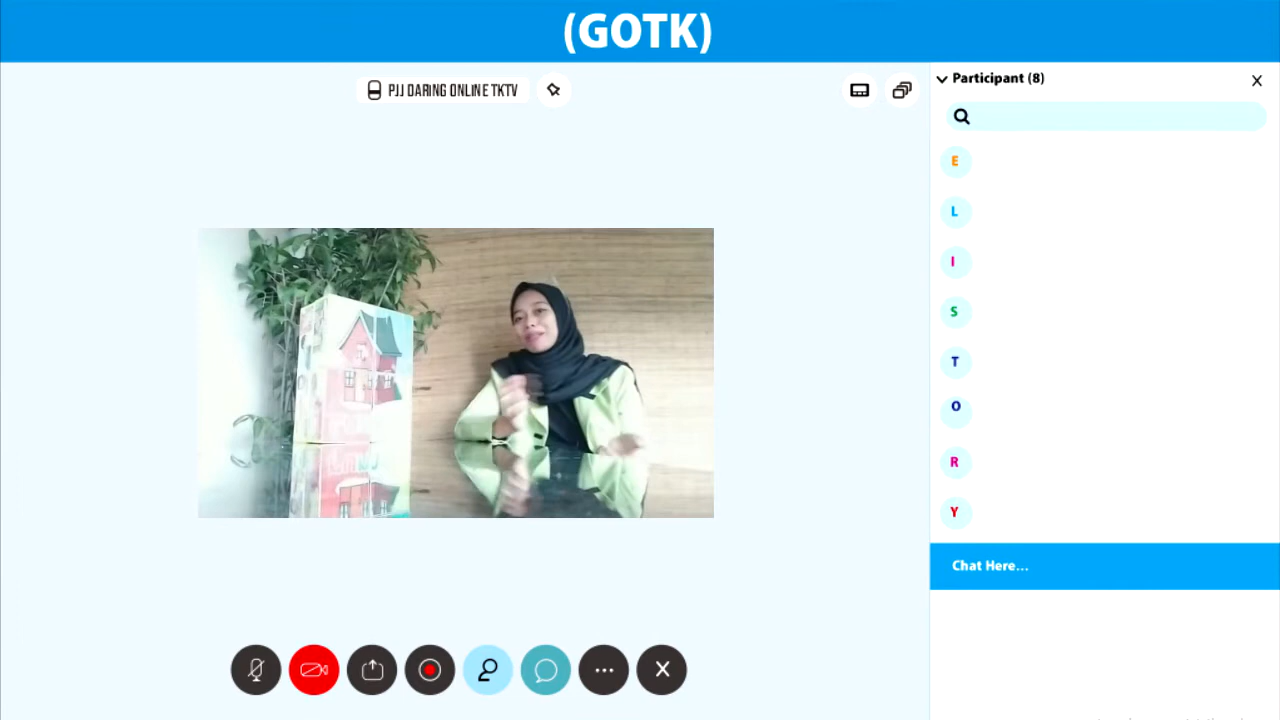 (GOTK)
PJJ DARING ONLINE TKTV
Participant (8)
E
L
I
S
T
O
R
Y
Chat Here...